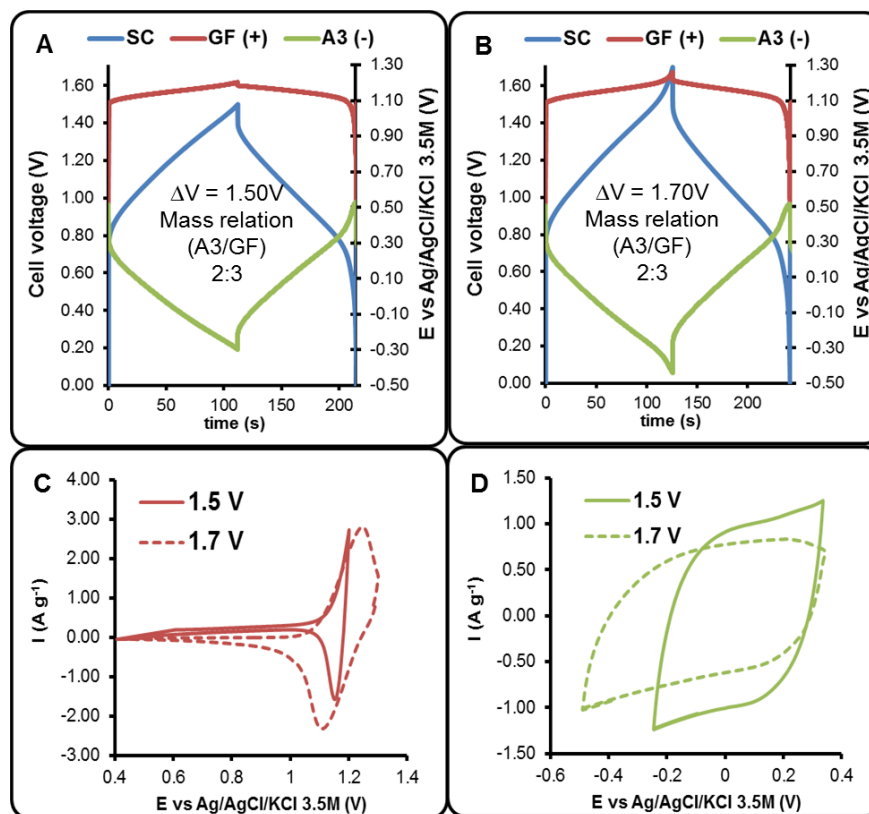 A
SC GF (+) A3 (-)
Cell voltage (V)
1.60
1.40
1.20
1.00
0.80
0.60
0.40
0.20
0.00
0 50 100 150 200
time (s)
1.30
1.10
0.90
0.70
0.50
0.30
0.10
-0.10
-0.30
-0.50
E vs Ag/AgCl/KCl 3.5M (V)
ΔV = 1.50V
Mass relation
(A3/GF)
2:3
B
SC GF (+) A3 (-)
Cell voltage (V)
1.60
1.40
1.20
1.00
0.80
0.60
0.40
0.20
0.00
0 50 100 150 200
time (s)
1.30
1.10
0.90
0.70
0.50
0.30
0.10
-0.10
-0.30
-0.50
E vs Ag/AgCl/KCl 3.5M (V)
ΔV = 1.70V
Mass relation
(A3/GF)
2:3
C
1.5 V
1.7 V
I (A g⁻¹)
4.00
3.00
2.00
1.00
0.00
-1.00
-2.00
-3.00
0.4 0.6 0.8 1 1.2 1.4
E vs Ag/AgCl/KCl 3.5M (V)
D
1.5 V
1.7 V
I (A g⁻¹)
1.50
1.00
0.50
0.00
-0.50
-1.00
-1.50
-0.6 -0.4 -0.2 0 0.2 0.4
E vs Ag/AgCl/KCl 3.5M (V)